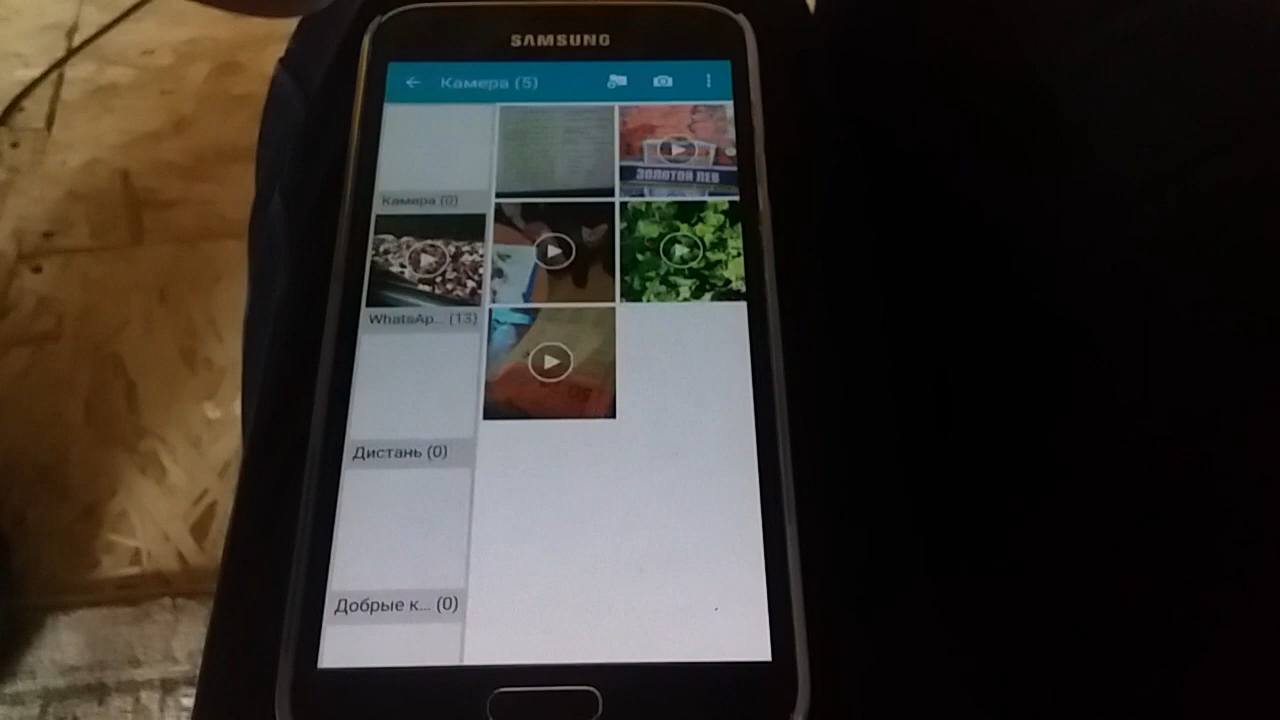 SAMSUNG
Камера (5)
ЗОЛОТОЙ ЛЕВ
Камера (0)
WhatsAp... (13)
Дистань (0)
Добрые к... (0)